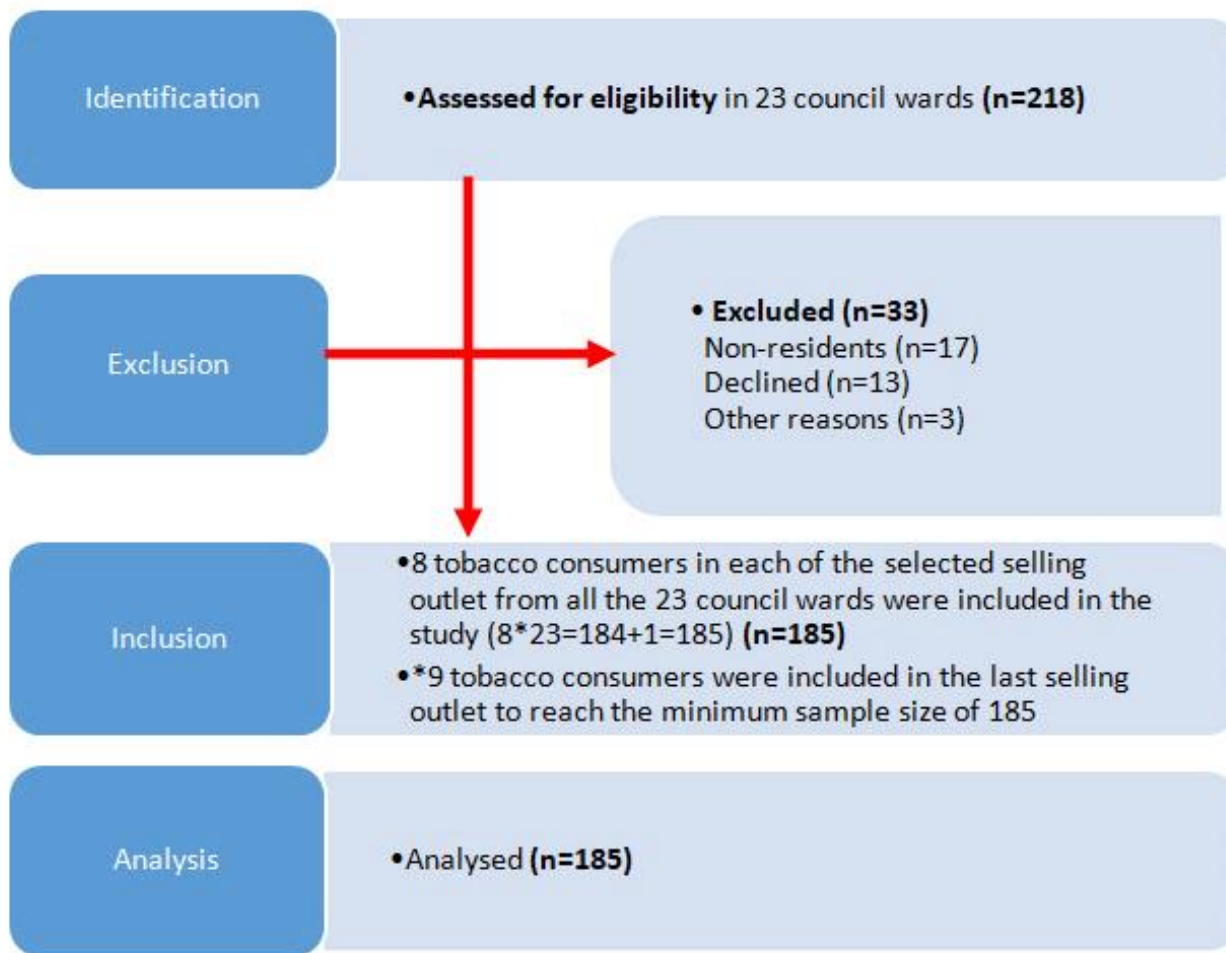 Identification
•Assessed for eligibility in 23 council wards (n=218)
Exclusion
• Excluded (n=33)
Non-residents (n=17)
Declined (n=13)
Other reasons (n=3)
Inclusion
•8 tobacco consumers in each of the selected selling
outlet from all the 23 council wards were included in the
study (8*23=184+1=185) (n=185)
•*9 tobacco consumers were included in the last selling
outlet to reach the minimum sample size of 185
Analysis
•Analysed (n=185)